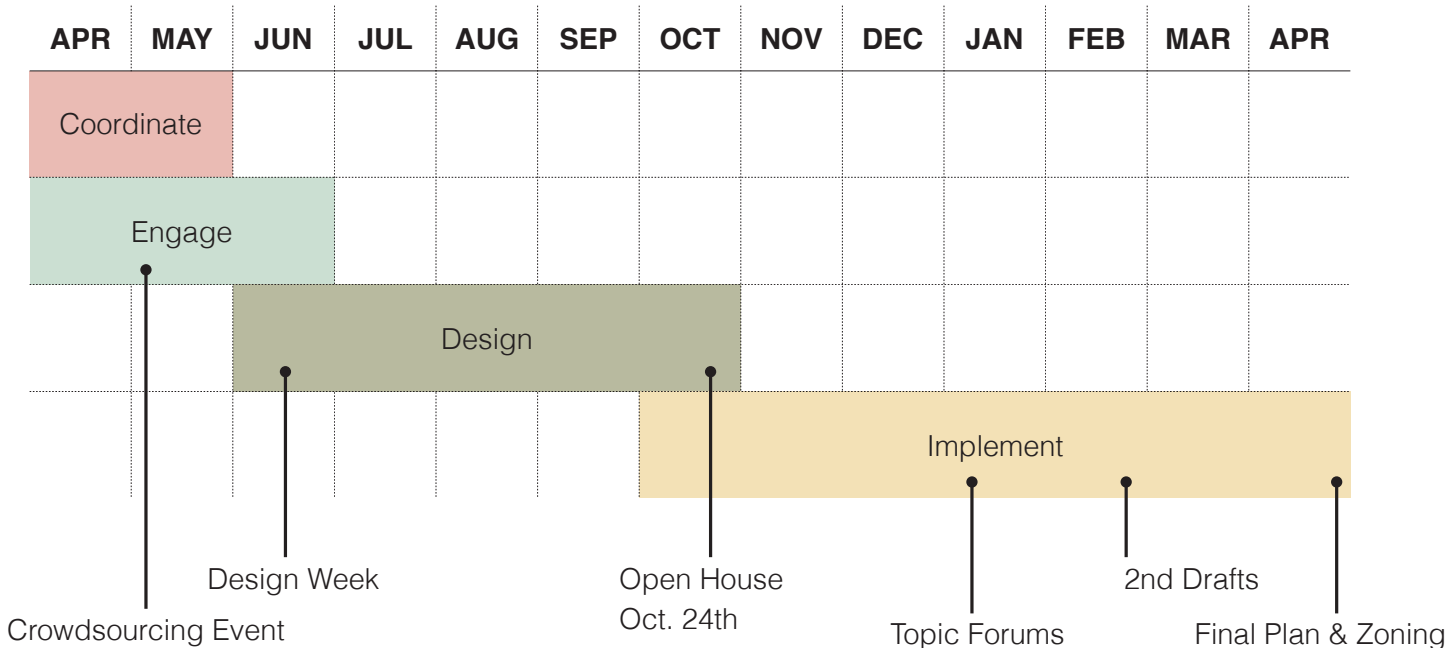 APR MAY JUN JUL AUG SEP OCT NOV DEC JAN FEB MAR APR
Coordinate
Engage
Design
Implement
Design Week
Open House
Oct. 24th
2nd Drafts
Crowdsourcing Event
Topic Forums
Final Plan & Zoning